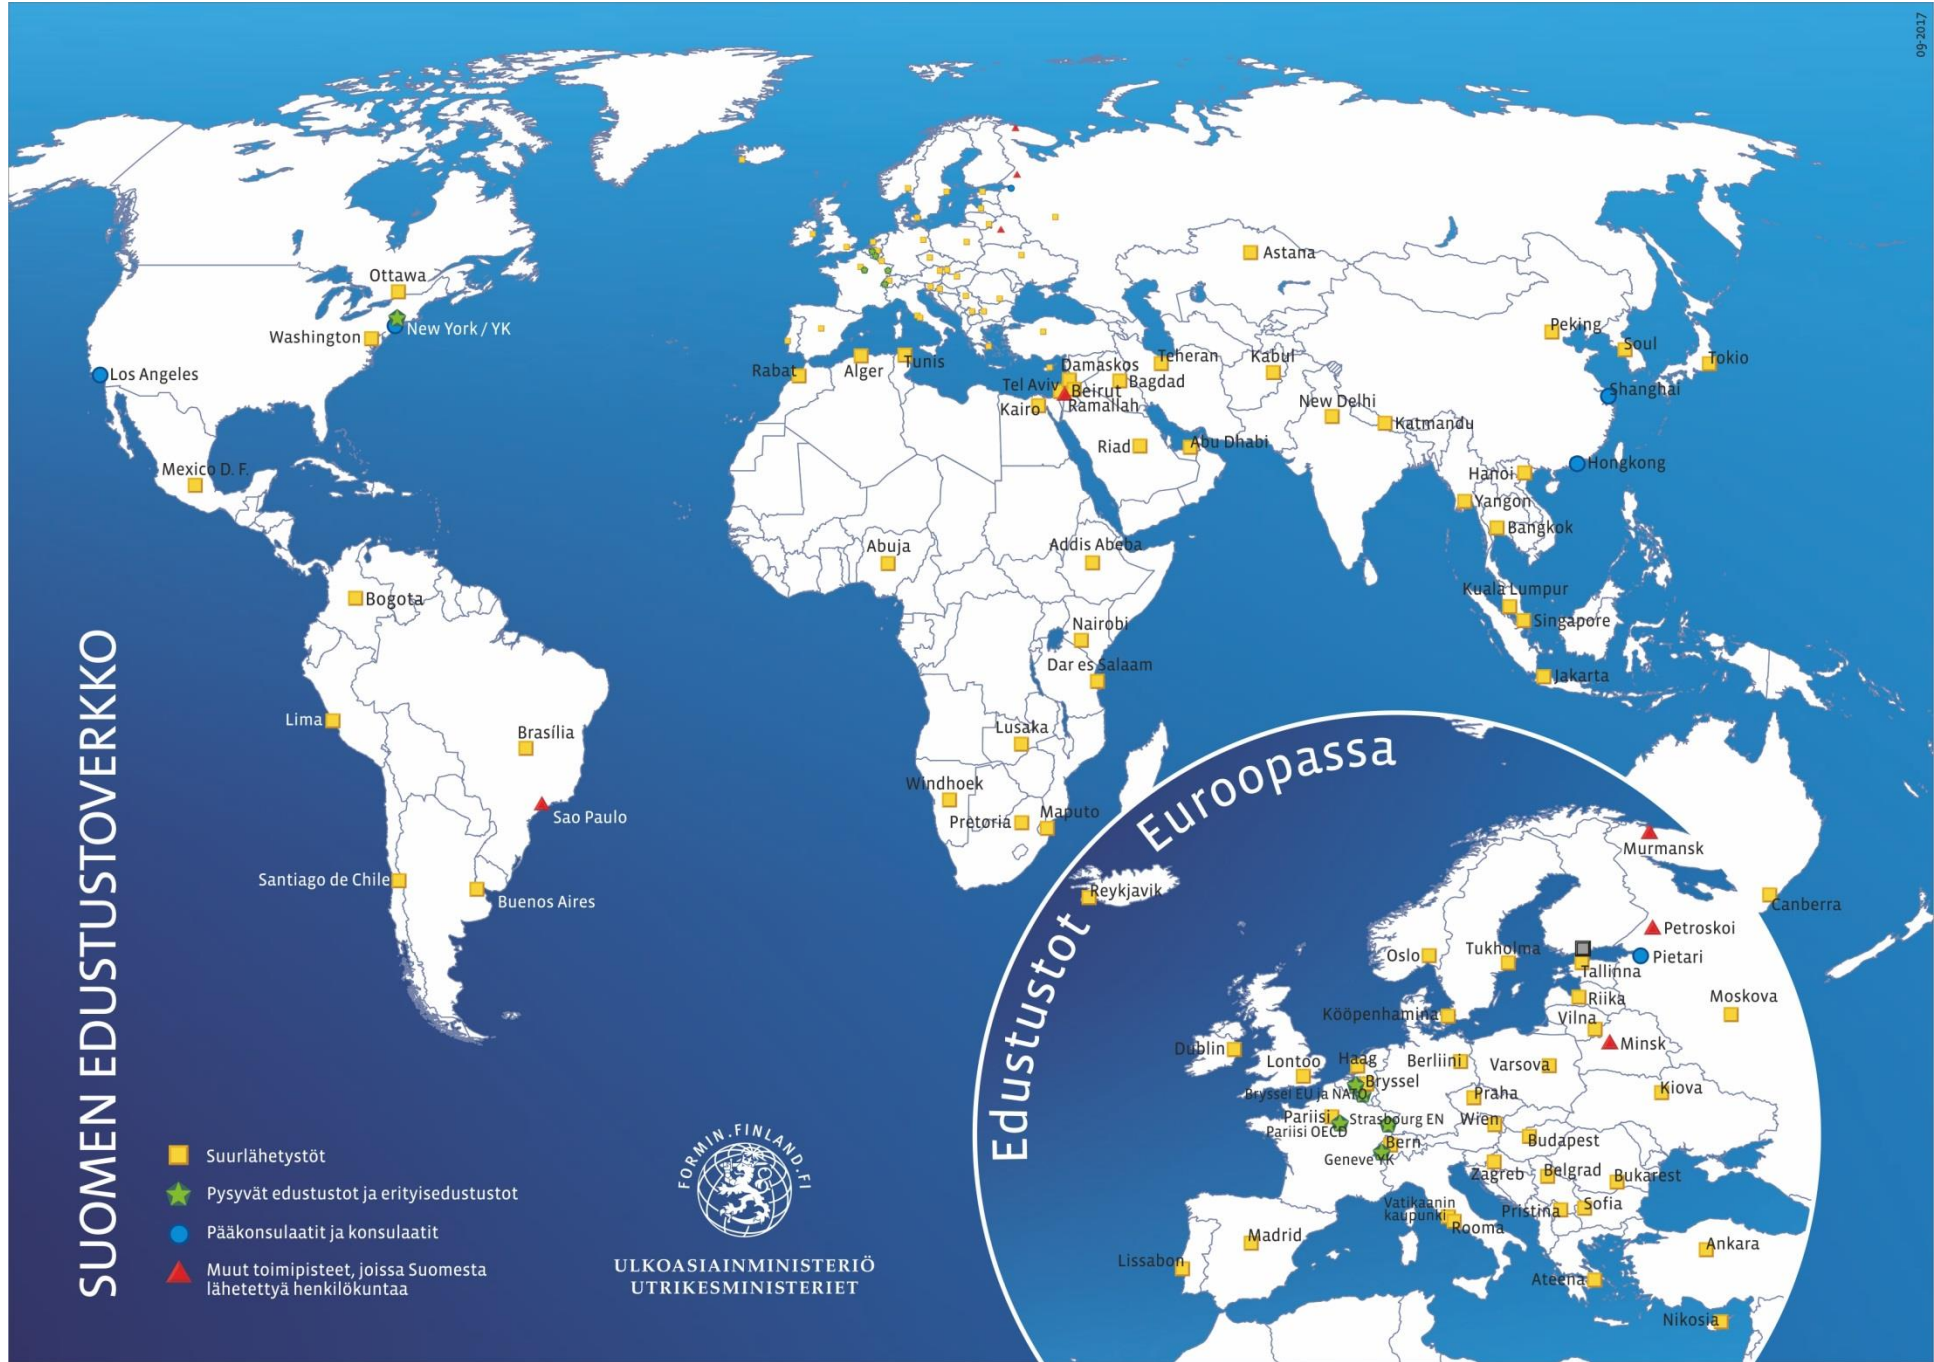 09-2017
SUOMEN EDUSTUSTOVERKKO
Ottawa
New York / YK
Washington
Los Angeles
Mexico D. F.
Bogota
Lima
Brasília
Sao Paulo
Santiago de Chile
Buenos Aires
Astana
Peking
Soul
Tokio
Shanghai
Hongkong
Rabat
Alger
Tunis
Damaskos
Teheran
Kabul
Tel Aviv
Beirut
Bagdad
Kairo
Ramallah
New Delhi
Katmandu
Riad
Abu Dhabi
Hanoi
Yangon
Bangkok
Abuja
Addis Abeba
Kuala Lumpur
Singapore
Nairobi
Dar es Salaam
Jakarta
Lusaka
Windhoek
Pretoria
Maputo
Canberra
Edustustot Euroopassa
Reykjavik
Murmansk
Petroskoi
Pietari
Oslo
Tukholma
Tallinna
Riika
Moskova
Kööpenhamina
Vilna
Minsk
Dublin
Lontoo
Haag
Berliini
Varsova
Bryssel
Bryssel EU ja NATO
Praha
Kiova
Pariisi
Strasbourg EN
Wien
Pariisi OECD
Bern
Budapest
Geneve YK
Zagreb
Belgrad
Bukarest
Vatikaanin
kaupunki
Rooma
Pristina
Sofia
Madrid
Lissabon
Ankara
Ateena
Nikosia
Suurlähetystöt
Pysyvät edustustot ja erityisedustustot
Pääkonsulaatit ja konsulaatit
Muut toimipisteet, joissa Suomesta
lähetettyä henkilökuntaa
FORMIN.FINLAND.FI
ULKOASIAINMINISTERIÖ
UTRIKESMINISTERIET